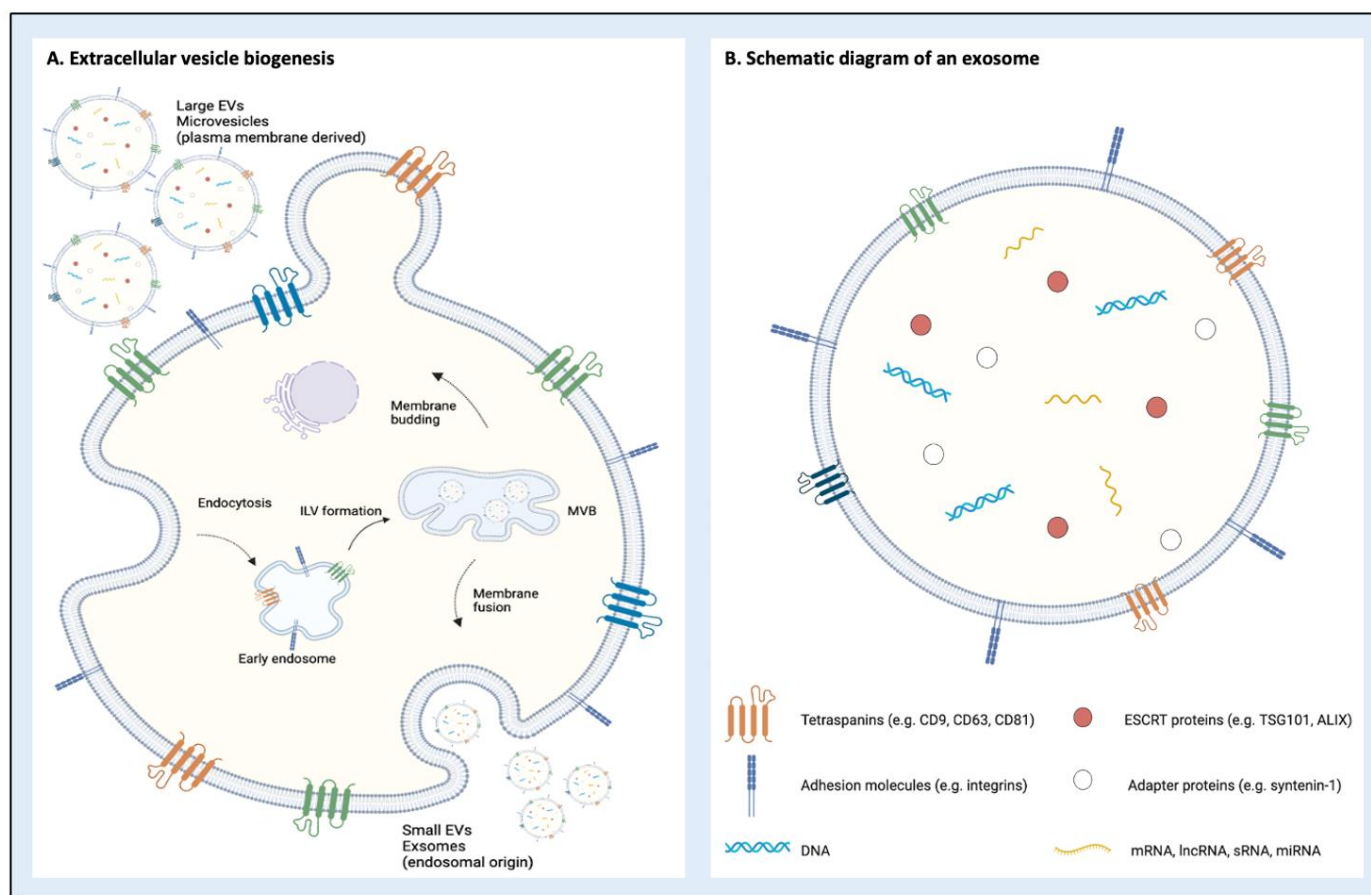 A. Extracellular vesicle biogenesis
Large EVs
Microvesicles
(plasma membrane derived)
Membrane
budding
Endocytosis
ILV formation
MVB
Membrane
fusion
Early endosome
Small EVs
Exsomes
(endosomal origin)
B. Schematic diagram of an exosome
Tetraspanins (e.g. CD9, CD63, CD81)
ESCRT proteins (e.g. TSG101, ALIX)
Adhesion molecules (e.g. integrins)
Adapter proteins (e.g. syntenin-1)
DNA
mRNA, lncRNA, sRNA, miRNA